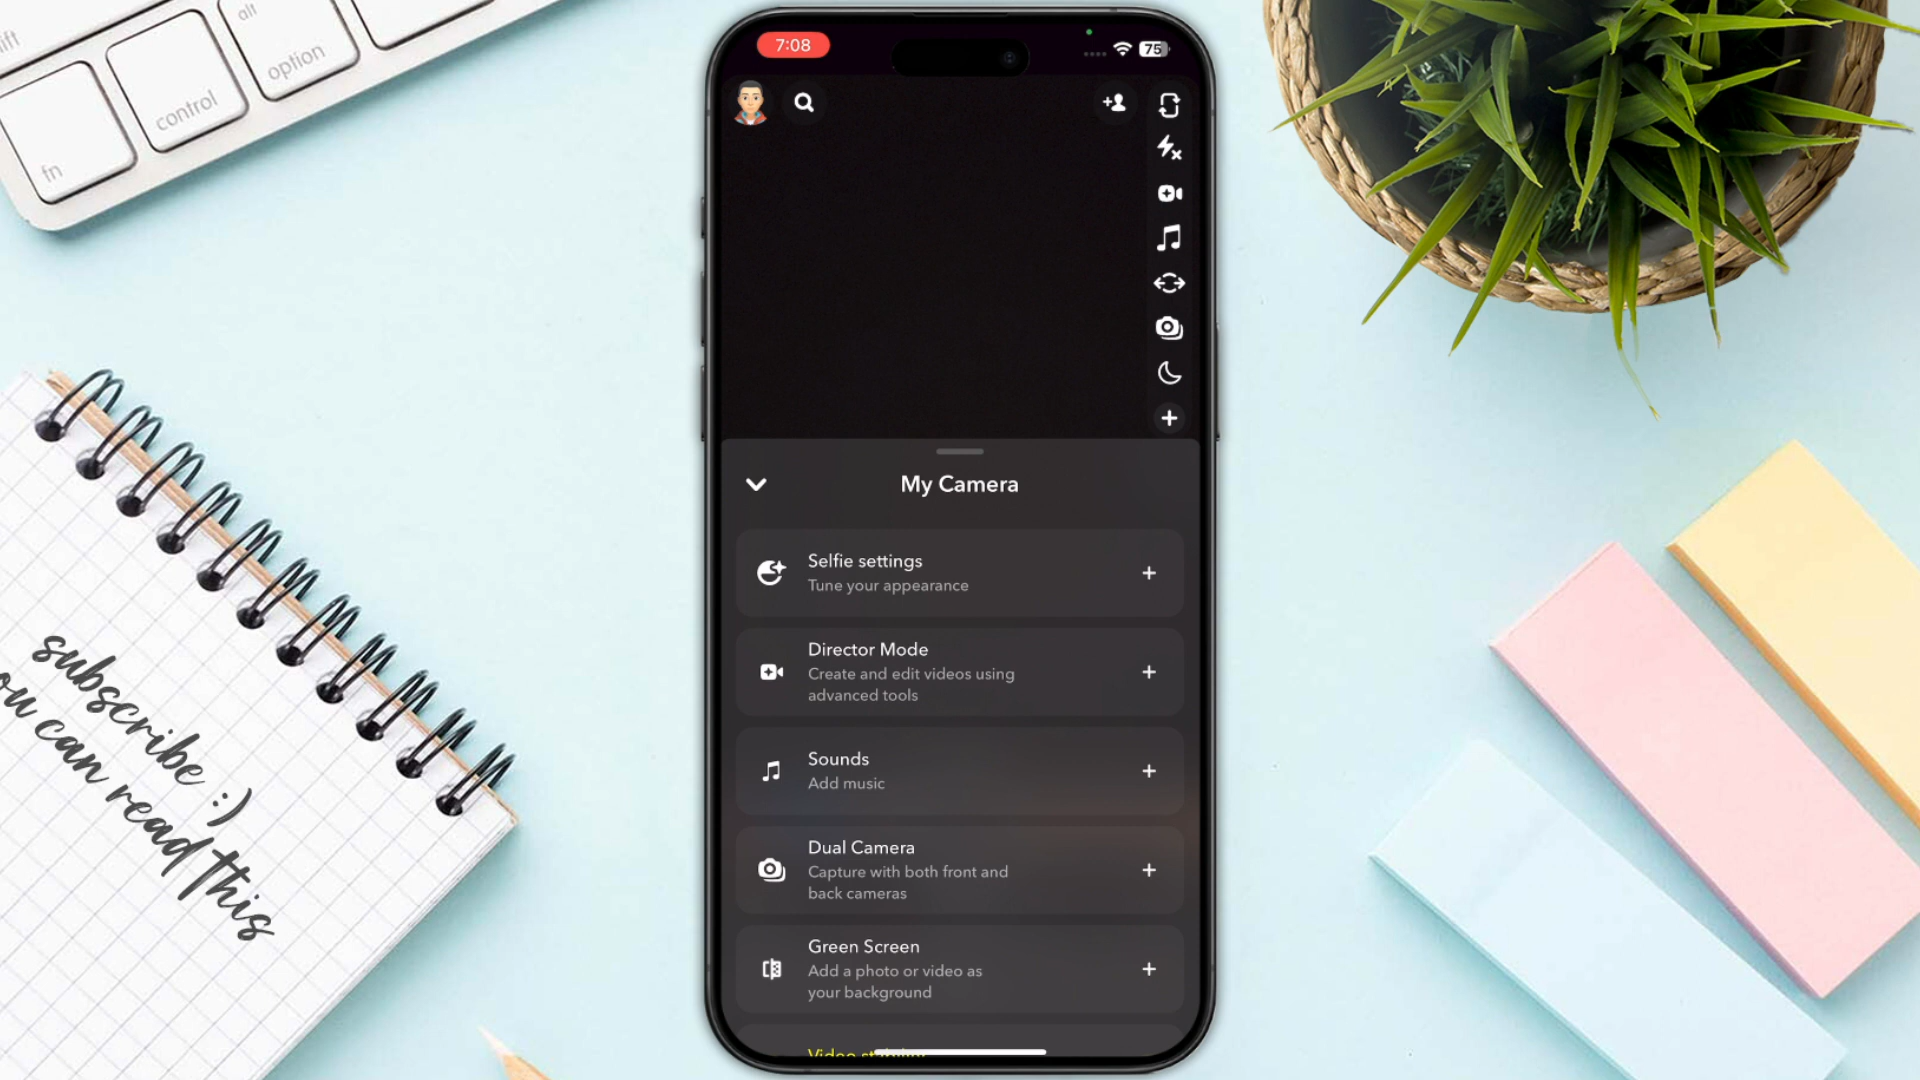 alt
option
control
fn
7:08
75
My Camera
Selfie settings
Tune your appearance
Director Mode
Create and edit videos using
advanced tools
Sounds
Add music
Dual Camera
Capture with both front and
back cameras
Green Screen
Add a photo or video as
your background
Video
subscribe :)
can read this